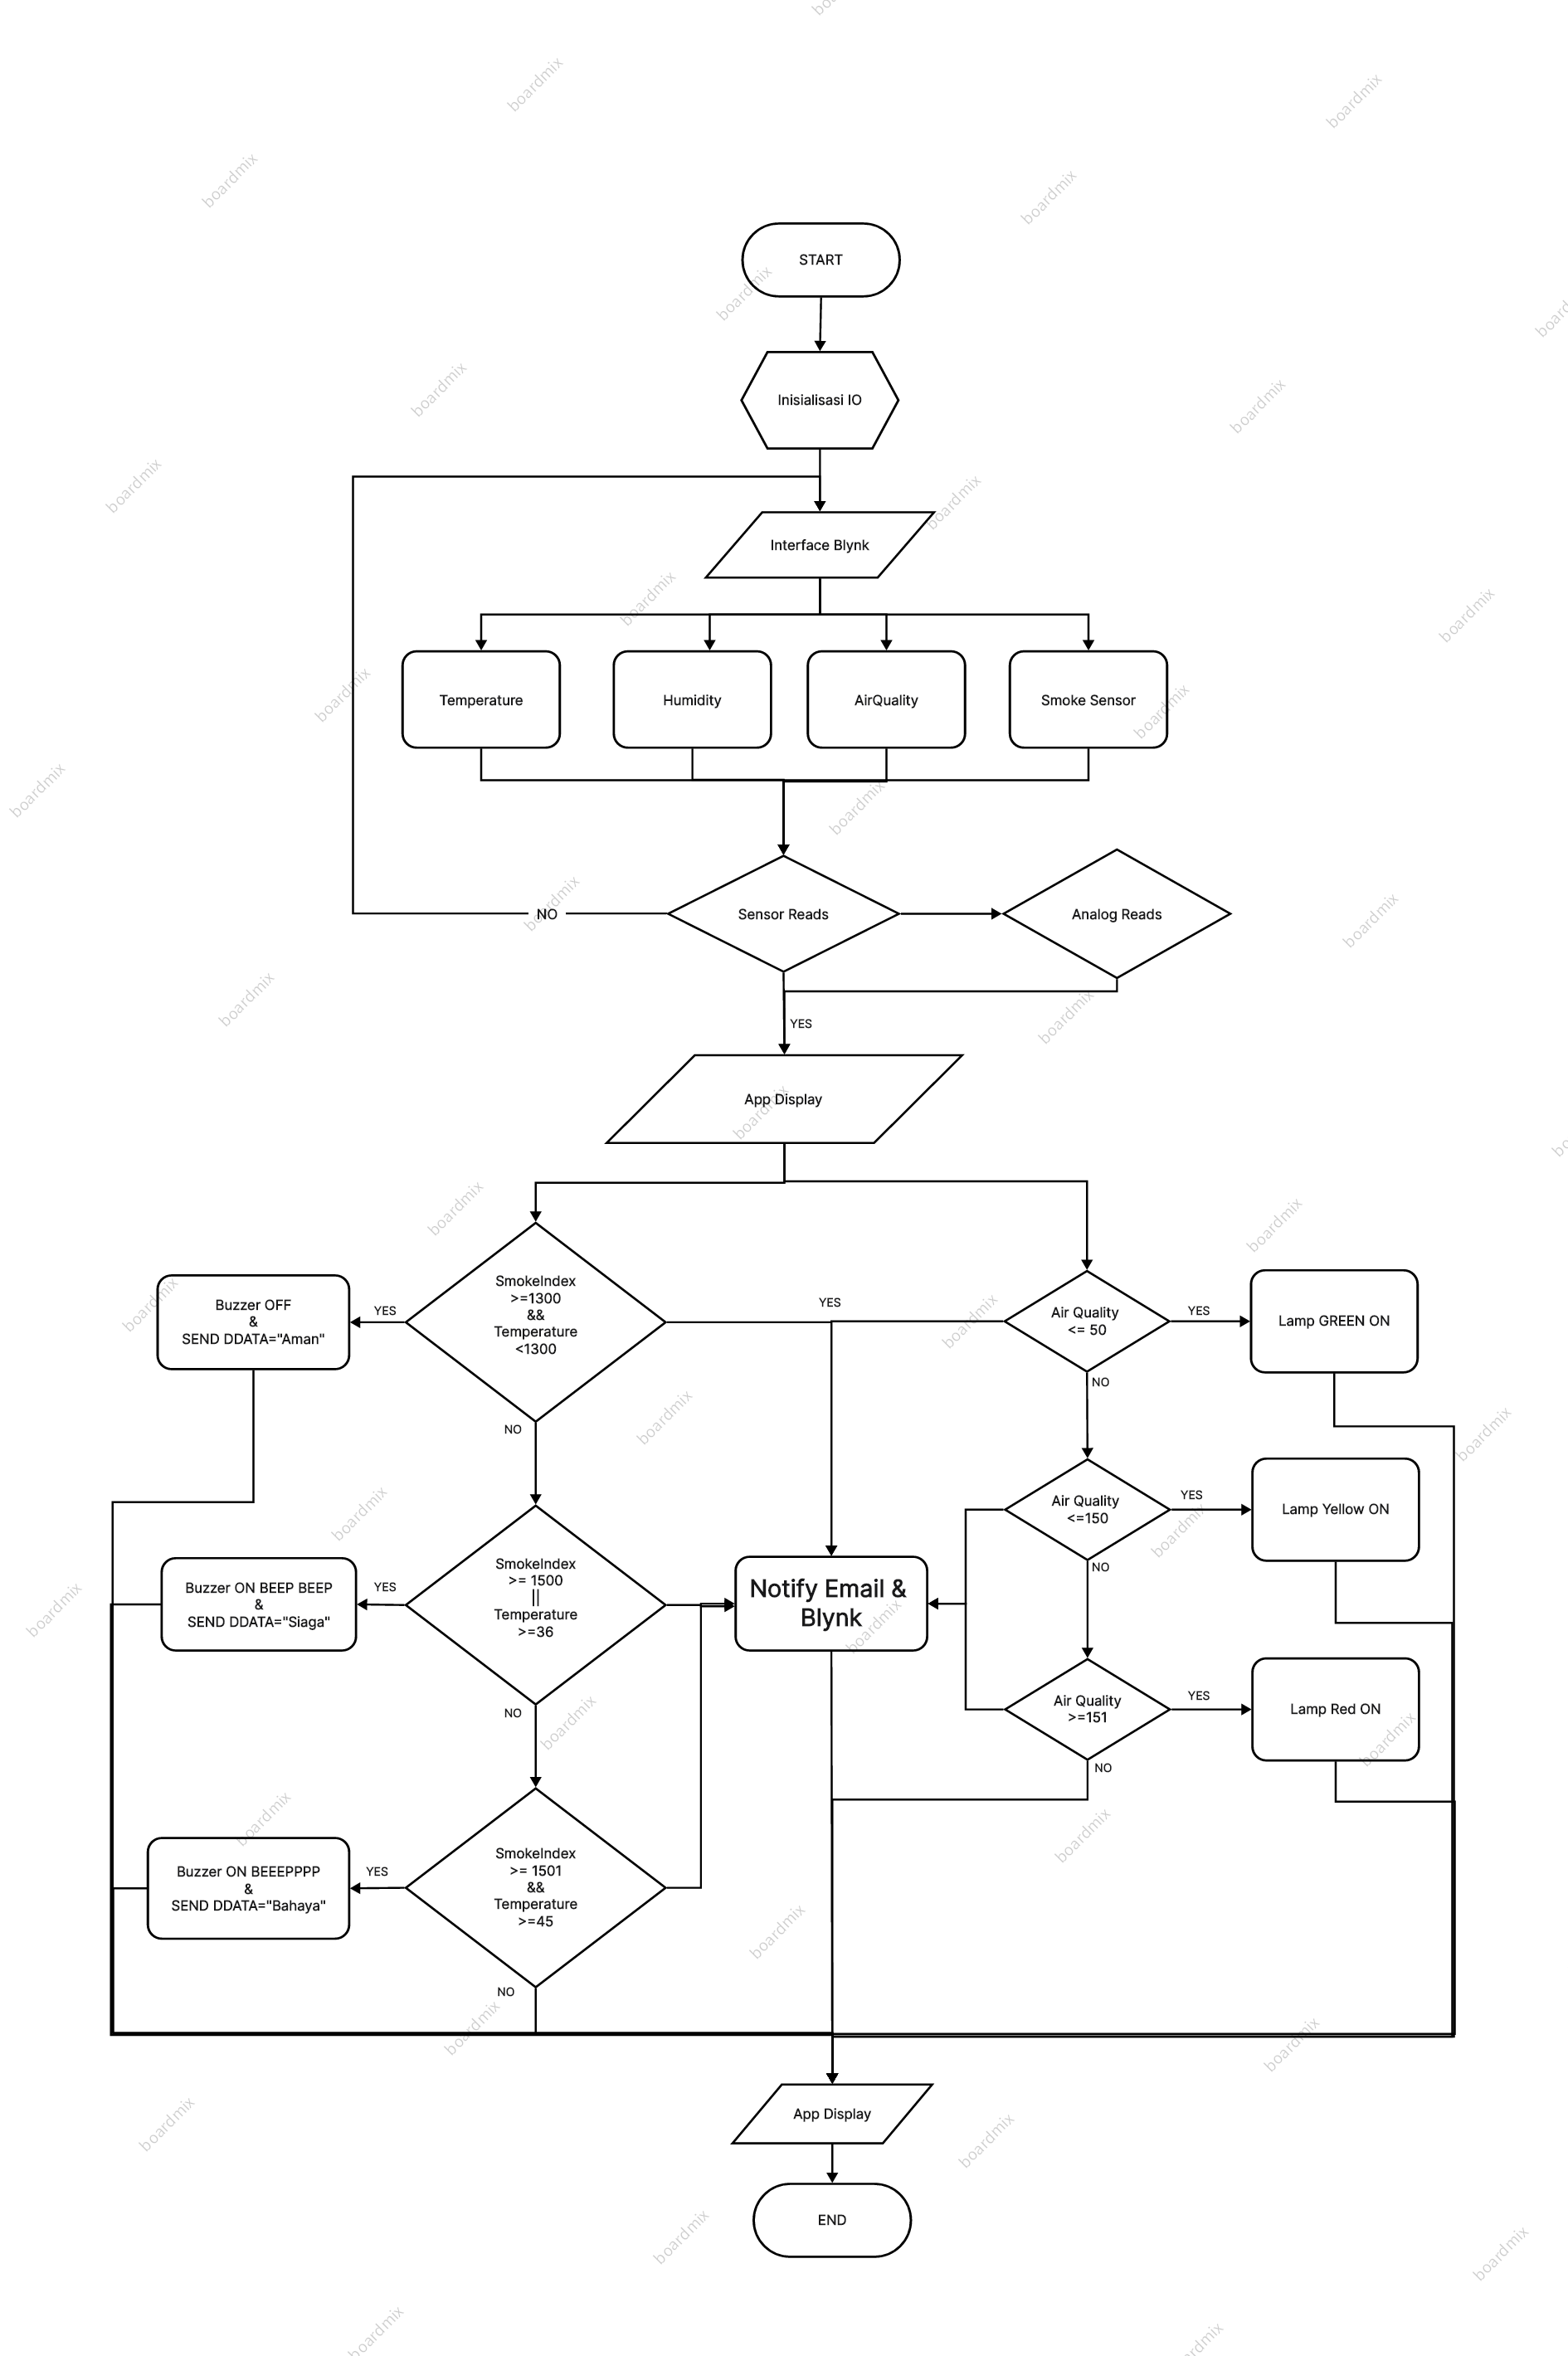 START
Inisialisasi IO
Interface Blynk
Temperature
Humidity
AirQuality
Smoke Sensor
NO
Sensor Reads
Analog Reads
YES
App Display
SmokeIndex
>=1300
&&
Temperature
<1300
YES
Buzzer OFF
&
SEND DDATA="Aman"
YES
Air Quality
<= 50
YES
Lamp GREEN ON
NO
NO
SmokeIndex
>= 1500
||
Temperature
>=36
YES
Buzzer ON BEEP BEEP
&
SEND DDATA="Siaga"
Notify Email &
Blynk
Air Quality
<=150
YES
Lamp Yellow ON
NO
NO
Air Quality
>=151
YES
Lamp Red ON
NO
SmokeIndex
>= 1501
&&
Temperature
>=45
YES
Buzzer ON BEEEPPPP
&
SEND DDATA="Bahaya"
NO
App Display
END
boardmix